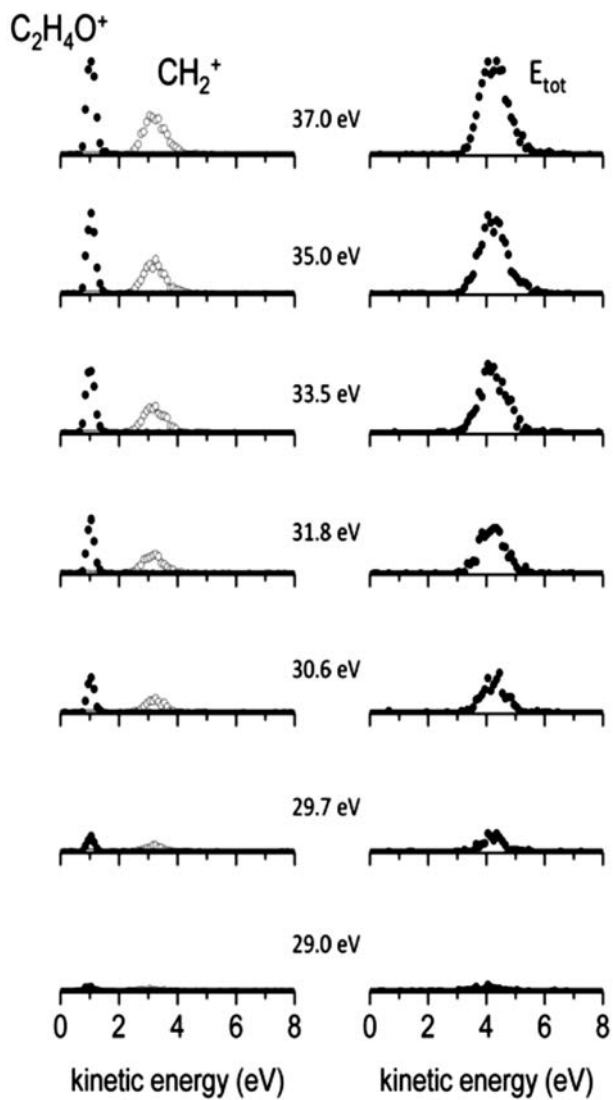 C₂H₄O⁺
CH₂⁺
Eₜₒₜ
37.0 eV
35.0 eV
33.5 eV
31.8 eV
30.6 eV
29.7 eV
29.0 eV
0 2 4 6 8 0 2 4 6 8
kinetic energy (eV) kinetic energy (eV)